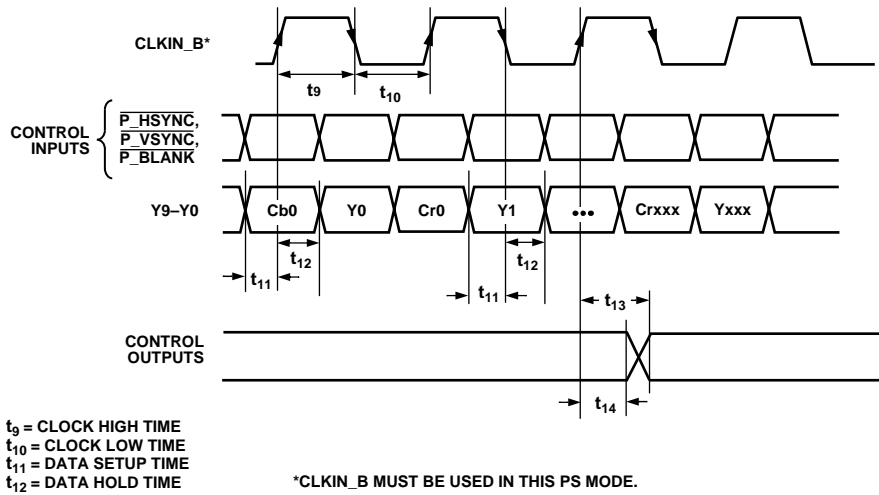 CLKIN_B*
t9
t10
CONTROL
INPUTS
P_HSYNC,
P_VSYNC,
P_BLANK
Y9–Y0
Cb0
Y0
Cr0
Y1
•••
Crxxx
Yxxx
t12
t12
t11
t11
t13
CONTROL
OUTPUTS
t14
t9 = CLOCK HIGH TIME
t10 = CLOCK LOW TIME
t11 = DATA SETUP TIME
t12 = DATA HOLD TIME
*CLKIN_B MUST BE USED IN THIS PS MODE.